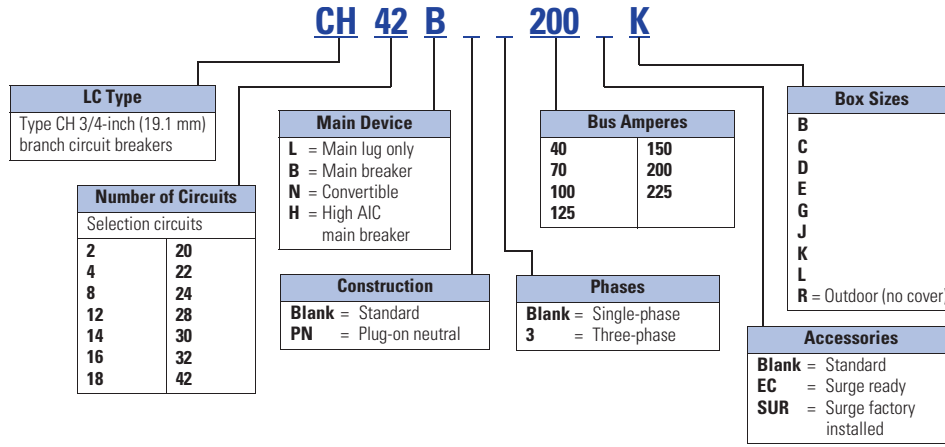 CH 42 B _ _ 200 _ K
LC Type
Type CH 3/4-inch (19.1 mm)
branch circuit breakers
Number of Circuits
Selection circuits
2 20
4 22
8 24
12 28
14 30
16 32
18 42
Main Device
L = Main lug only
B = Main breaker
N = Convertible
H = High AIC
main breaker
Construction
Blank = Standard
PN = Plug-on neutral
Bus Amperes
40 150
70 200
100 225
125
Phases
Blank = Single-phase
3 = Three-phase
Box Sizes
B
C
D
E
G
J
K
L
R = Outdoor (no cover)
Accessories
Blank = Standard
EC = Surge ready
SUR = Surge factory
installed